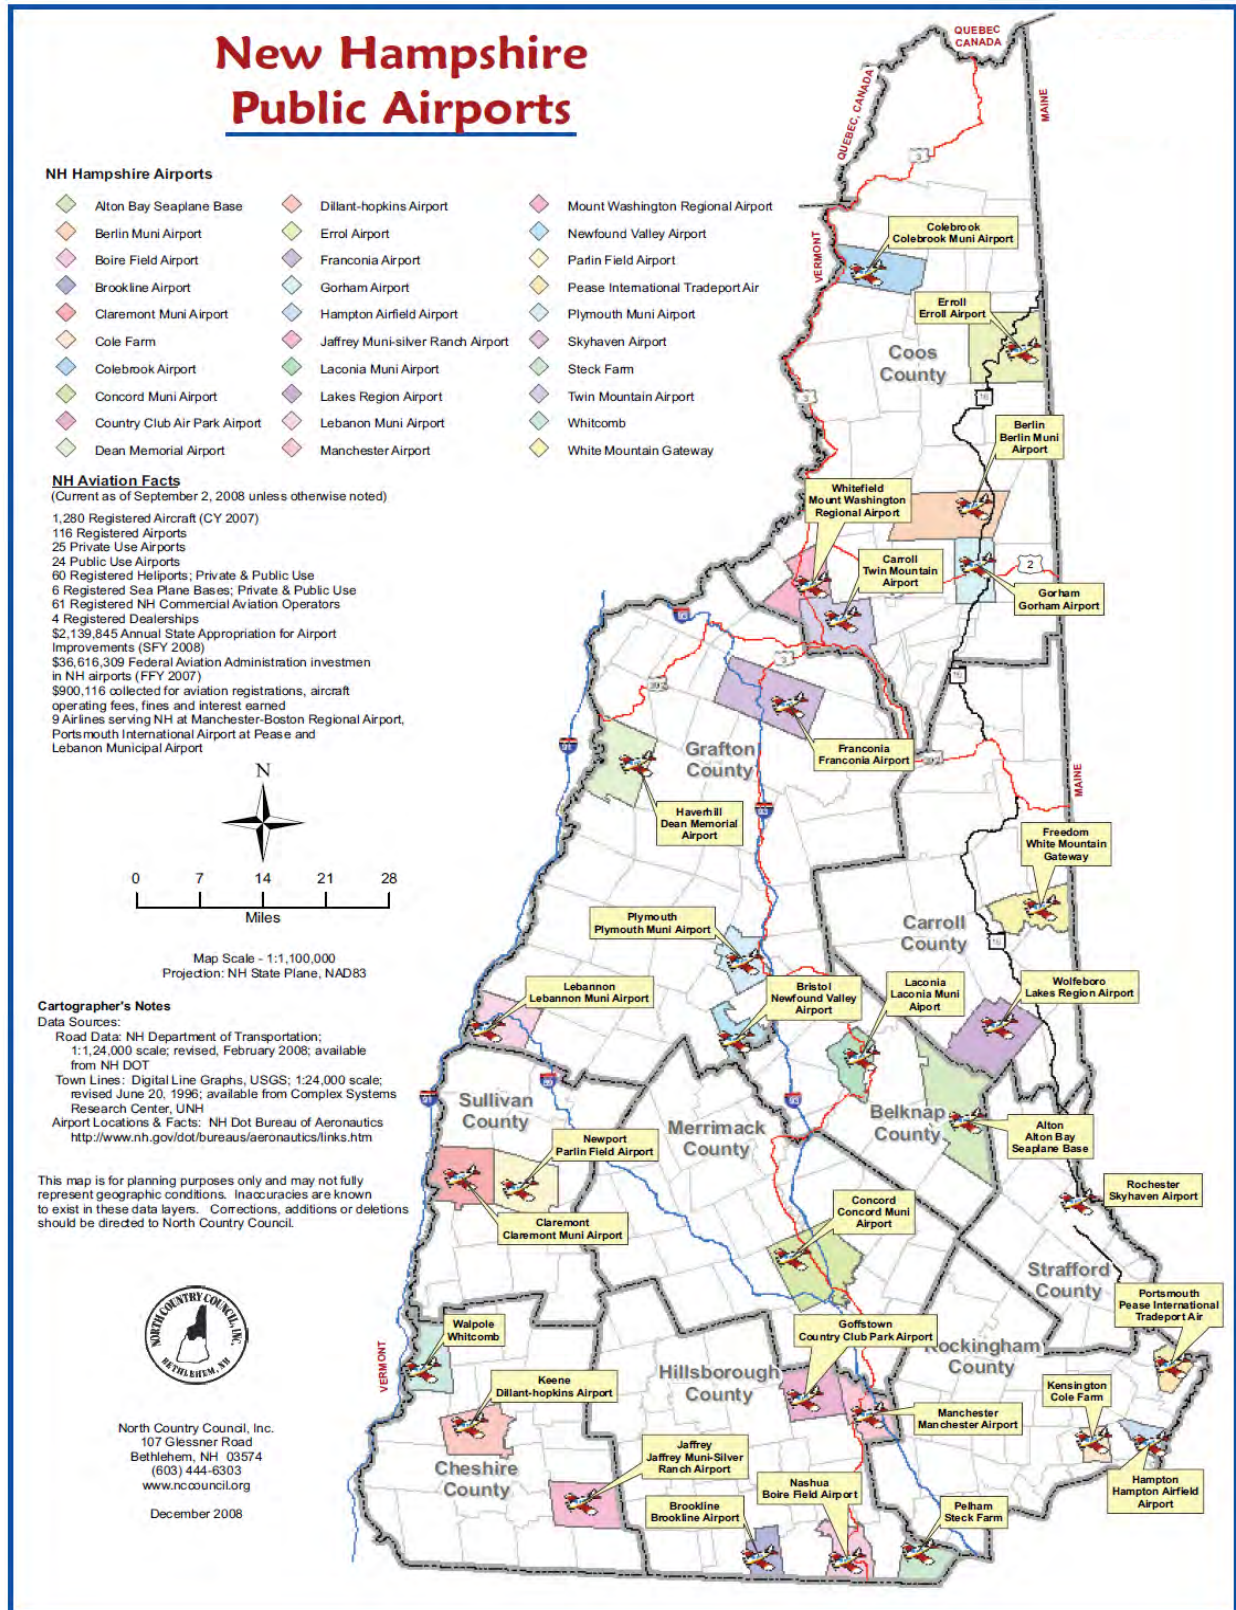 New Hampshire
Public Airports
NH Hampshire Airports
Alton Bay Seaplane Base
Berlin Muni Airport
Boire Field Airport
Brookline Airport
Claremont Muni Airport
Cole Farm
Colebrook Airport
Concord Muni Airport
Country Club Air Park Airport
Dean Memorial Airport
Dillant-hopkins Airport
Errol Airport
Franconia Airport
Gorham Airport
Hampton Airfield Airport
Jaffrey Muni-silver Ranch Airport
Laconia Muni Airport
Lakes Region Airport
Lebanon Muni Airport
Manchester Airport
Mount Washington Regional Airport
Newfound Valley Airport
Parlin Field Airport
Pease International Tradeport Air
Plymouth Muni Airport
Skyhaven Airport
Steck Farm
Twin Mountain Airport
Whitcomb
White Mountain Gateway
NH Aviation Facts
(Current as of September 2, 2008 unless otherwise noted)
1,280 Registered Aircraft (CY 2007)
116 Registered Airports
25 Private Use Airports
24 Public Use Airports
60 Registered Heliports; Private & Public Use
6 Registered Sea Plane Bases; Private & Public Use
61 Registered NH Commercial Aviation Operators
4 Registered Dealerships
$2,139,845 Annual State Appropriation for Airport
Improvements (SFY 2008)
$36,616,309 Federal Aviation Administration investmen
in NH airports (FFY 2007)
$900,116 collected for aviation registrations, aircraft
operating fees, fines and interest earned
9 Airlines serving NH at Manchester-Boston Regional Airport,
Portsmouth International Airport at Pease and
Lebanon Municipal Airport
N
0 7 14 21 28
Miles
Map Scale - 1:1,100,000
Projection: NH State Plane, NAD83
Cartographer's Notes
Data Sources:
Road Data: NH Department of Transportation;
1:1,24,000 scale; revised, February 2008; available
from NH DOT
Town Lines: Digital Line Graphs, USGS; 1:24,000 scale;
revised June 20, 1996; available from Complex Systems
Research Center, UNH
Airport Locations & Facts: NH Dot Bureau of Aeronautics
http://www.nh.gov/dot/bureaus/aeronautics/links.htm
This map is for planning purposes only and may not fully
represent geographic conditions. Inaccuracies are known
to exist in these data layers. Corrections, additions or deletions
should be directed to North Country Council.
NORTH COUNTRY COUNCIL, INC.
BETHLEHEM, NH
North Country Council, Inc.
107 Glessner Road
Bethlehem, NH 03574
(603) 444-6303
www.nccouncil.org
December 2008
QUEBEC
CANADA
QUEBEC, CANADA
MAINE
VERMONT
3
Colebrook
Colebrook Muni Airport
Erroll
Erroll Airport
Coos
County
3
16
Berlin
Berlin Muni
Airport
Whitefield
Mount Washington
Regional Airport
Carroll
Twin Mountain
Airport
2
Gorham
Gorham Airport
93
3
302
16
91
Grafton
County
Franconia
Franconia Airport
302
MAINE
Haverhill
Dean Memorial
Airport
93
Freedom
White Mountain
Gateway
Plymouth
Plymouth Muni Airport
Carroll
County
16
Lebannon
Lebannon Muni Airport
Bristol
Newfound Valley
Airport
Laconia
Laconia Muni
Aiport
Wolfeboro
Lakes Region Airport
89
91
93
Sullivan
County
Merrimack
County
Belknap
County
Alton
Alton Bay
Seaplane Base
Newport
Parlin Field Airport
Rochester
Skyhaven Airport
Claremont
Claremont Muni Airport
Concord
Concord Muni
Airport
Strafford
County
Portsmouth
Pease International
Tradeport Air
Walpole
Whitcomb
Goffstown
Country Club Park Airport
Rockingham
County
VERMONT
Hillsborough
County
Keene
Dillant-hopkins Airport
Kensington
Cole Farm
Manchester
Manchester Airport
Cheshire
County
Jaffrey
Jaffrey Muni-Silver
Ranch Airport
Nashua
Boire Field Airport
Hampton
Hampton Airfield
Airport
Brookline
Brookline Airport
Pelham
Steck Farm